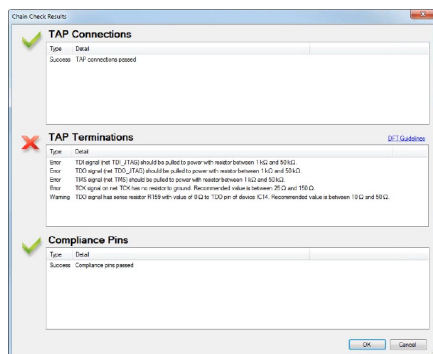 Chain Check Results
TAP Connections
Type Detail
Success TAP connections passed
TAP Terminations
DFT Guidelines
Type Detail
Error TDI signal (net TDI_JTAG) should be pulled to power with resistor between 1 kΩ and 50 kΩ.
Error TDO signal (net TDO_JTAG) should be pulled to power with resistor between 1 kΩ and 50 kΩ.
Error TMS signal (net TMS) should be pulled to power with resistor between 1 kΩ and 50 kΩ.
Error TCK signal on net TCK has no resistor to ground. Recommended value is between 25 Ω and 150 Ω.
Warning TDO signal has series resistor R159 with value of 0 Ω to TDO pin of device IC14. Recommended value is between 10 Ω and 50 Ω.
Compliance Pins
Type Detail
Success Compliance pins passed
OK Cancel